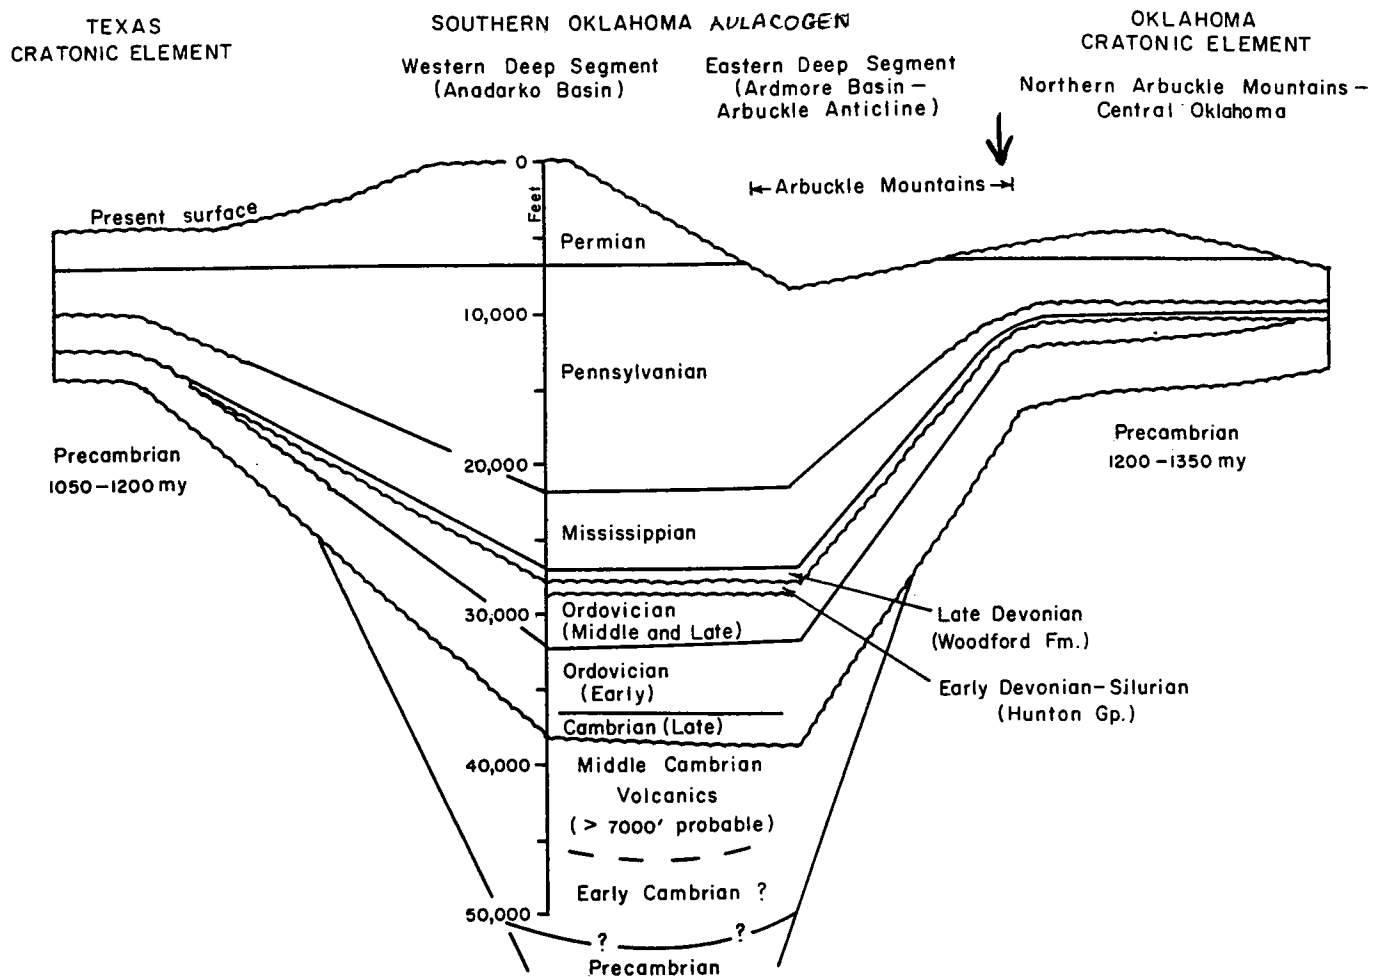 TEXAS
CRATONIC ELEMENT
SOUTHERN OKLAHOMA AULACOGEN
Western Deep Segment
(Anadarko Basin)
Eastern Deep Segment
(Ardmore Basin –
Arbuckle Anticline)
OKLAHOMA
CRATONIC ELEMENT
Northern Arbuckle Mountains –
Central Oklahoma
Arbuckle Mountains
Present surface
0
Feet
10,000
20,000
30,000
40,000
50,000
Permian
Pennsylvanian
Mississippian
Ordovician
(Middle and Late)
Ordovician
(Early)
Cambrian (Late)
Middle Cambrian
Volcanics
(> 7000' probable)
Early Cambrian ?
? ?
Precambrian
Precambrian
1050–1200 my
Precambrian
1200–1350 my
Late Devonian
(Woodford Fm.)
Early Devonian–Silurian
(Hunton Gp.)